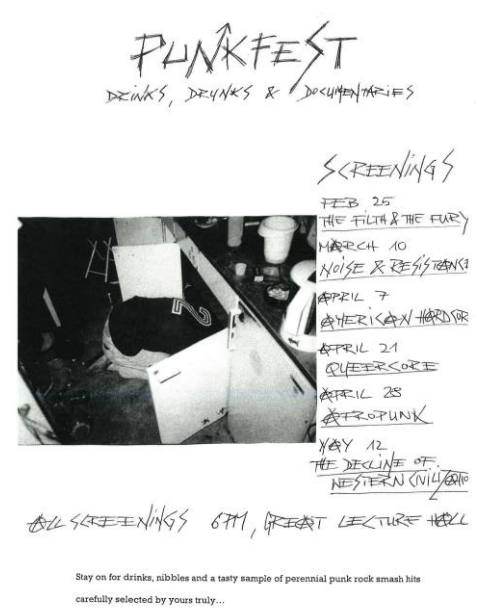 PUNKFEST
DRINKS, DRUNKS & DOCUMENTARIES
SCREENINGS
FEB 25
THE FILTH & THE FURY
MARCH 10
NOISE & RESISTANCE
APRIL 7
AMERICAN HARDCOR
APRIL 21
QUEERCORE
APRIL 28
AFROPUNK
MAY 12
THE DECLINE OF
WESTERN CIVILIZATIO
ALL SCREENINGS 6PM, GREAT LECTURE HALL
Stay on for drinks, nibbles and a tasty sample of perennial punk rock smash hits
carefully selected by yours truly...